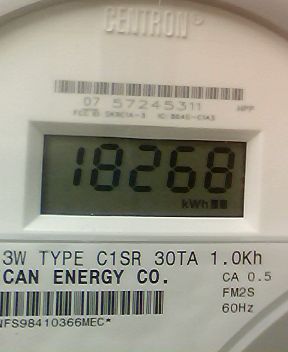 CENTRON®
07 57245311
18268
kWh
3W TYPE C1SR 30TA 1.0Kh
CAN ENERGY CO.
CA 0.5
FM2S
60Hz
NFS98410366MEC*